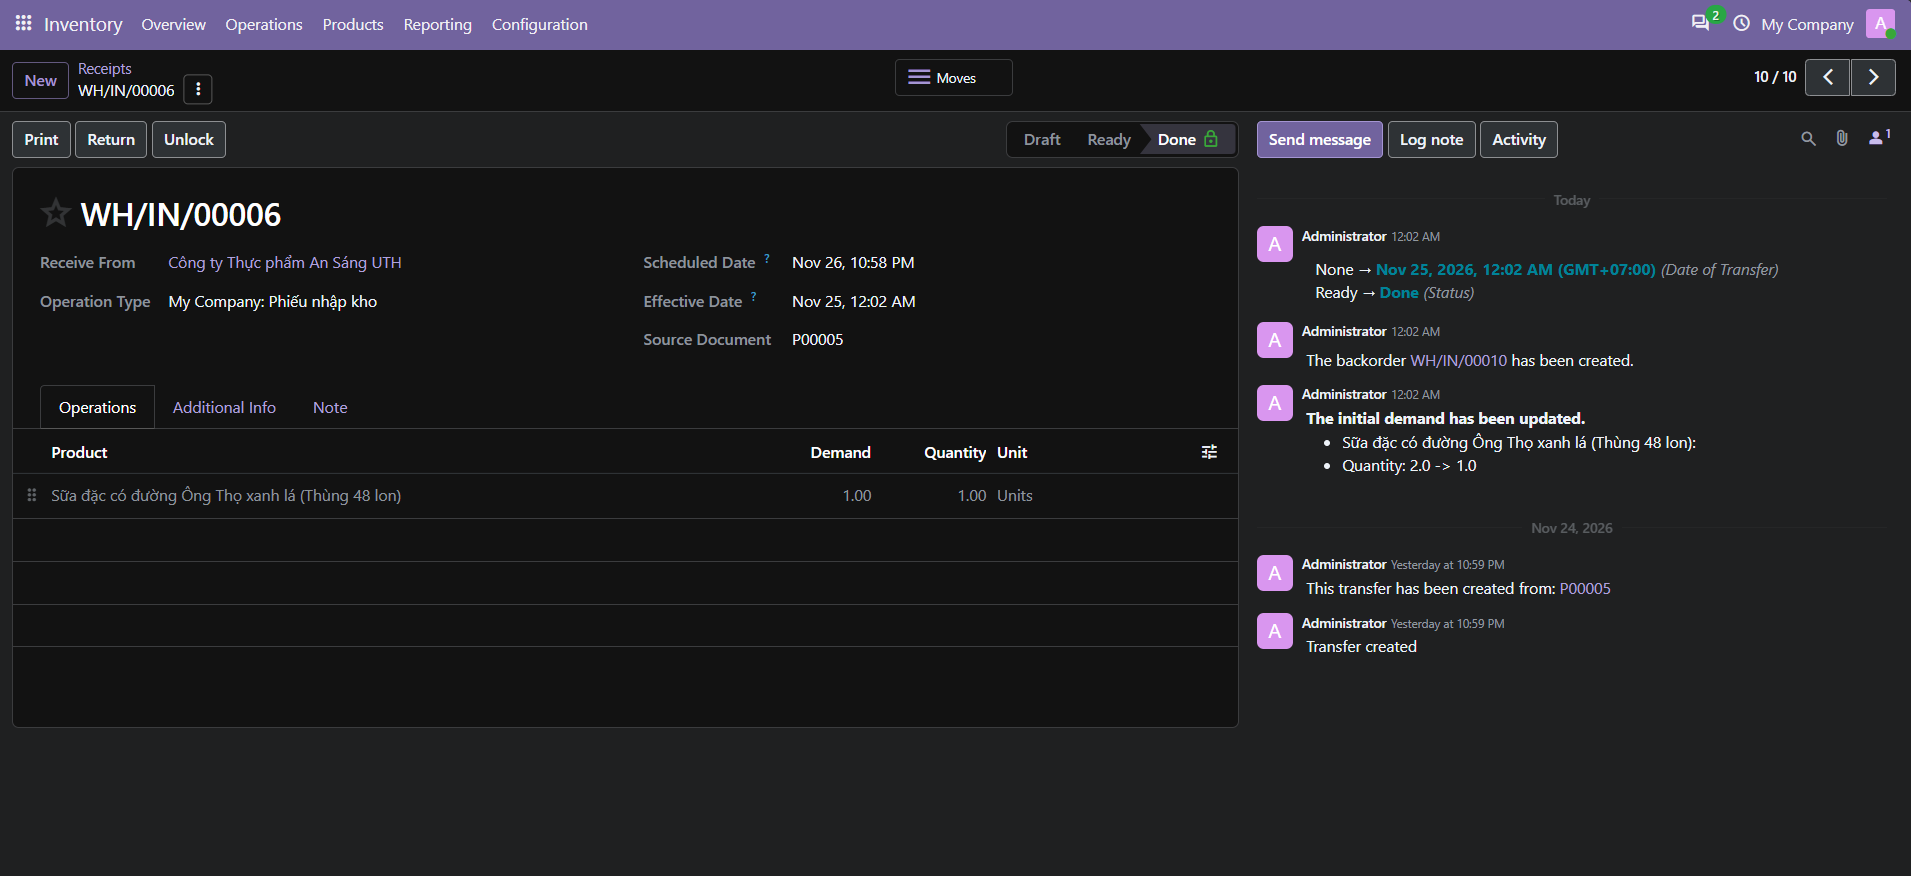 Inventory Overview Operations Products Reporting Configuration 2 My Company A
New Receipts
WH/IN/00006
Moves
10 / 10
Print Return Unlock
Draft Ready Done
Send message Log note Activity 1
WH/IN/00006
Receive From Công ty Thực phẩm An Sáng UTH
Operation Type My Company: Phiếu nhập kho
Scheduled Date ? Nov 26, 10:58 PM
Effective Date ? Nov 25, 12:02 AM
Source Document P00005
Operations Additional Info Note
Product Demand Quantity Unit
Sữa đặc có đường Ông Thọ xanh lá (Thùng 48 lon) 1.00 1.00 Units
Today
A Administrator 12:02 AM
None → Nov 25, 2026, 12:02 AM (GMT+07:00) (Date of Transfer)
Ready → Done (Status)
A Administrator 12:02 AM
The backorder WH/IN/00010 has been created.
A Administrator 12:02 AM
The initial demand has been updated.
• Sữa đặc có đường Ông Thọ xanh lá (Thùng 48 lon):
• Quantity: 2.0 -> 1.0
Nov 24, 2026
A Administrator Yesterday at 10:59 PM
This transfer has been created from: P00005
A Administrator Yesterday at 10:59 PM
Transfer created